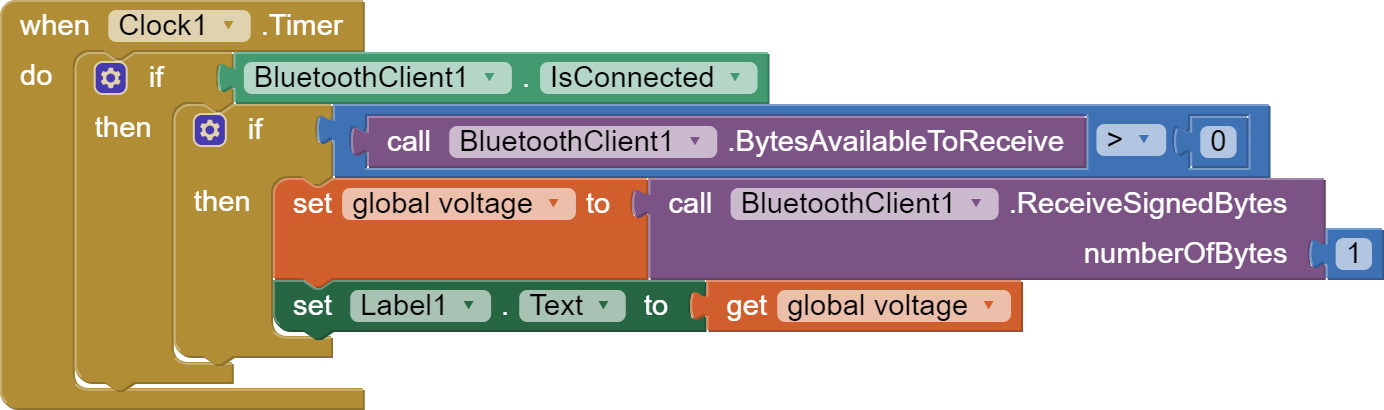 when Clock1 .Timer
do if BluetoothClient1 . IsConnected
then if call BluetoothClient1 .BytesAvailableToReceive > 0
then set global voltage to call BluetoothClient1 .ReceiveSignedBytes
numberOfBytes 1
set Label1 . Text to get global voltage